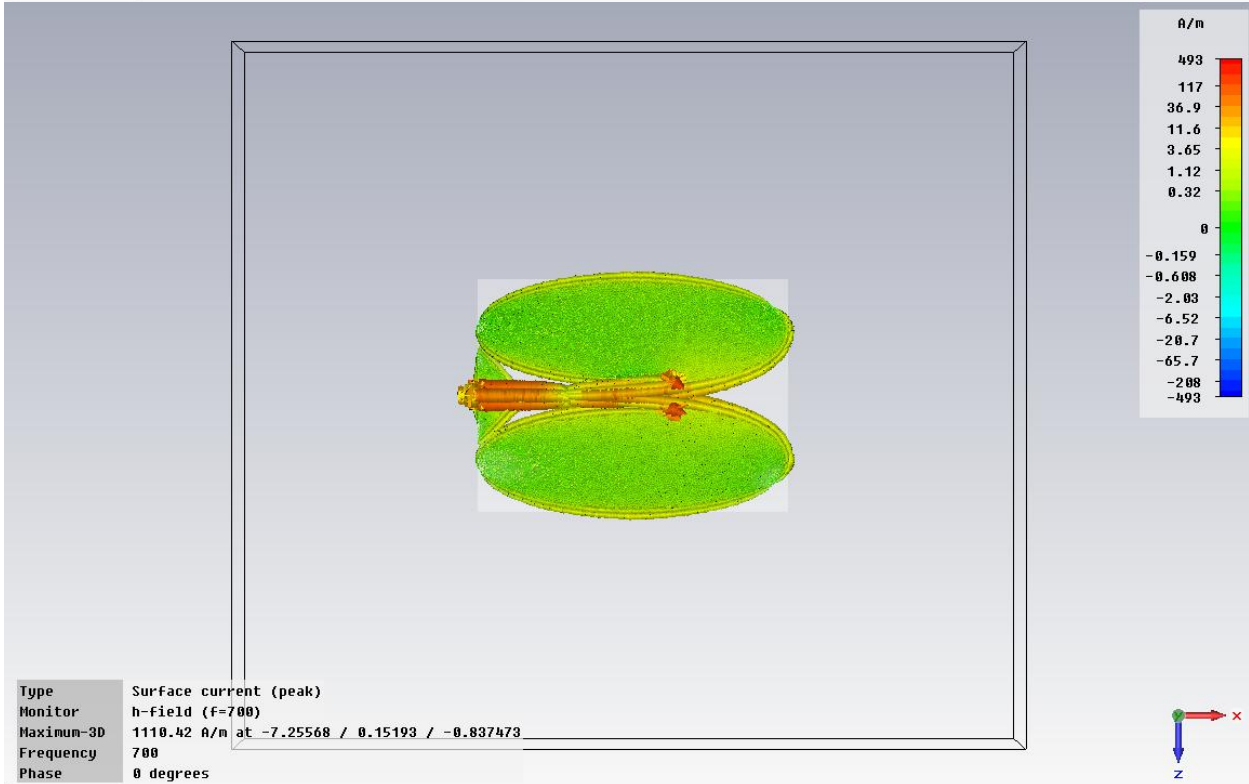 A/m
493
117
36.9
11.6
3.65
1.12
0.32
0
-0.159
-0.608
-2.03
-6.52
-20.7
-65.7
-208
-493
Type Surface current (peak)
Monitor h-field (f=700)
Maximum-3D 1110.42 A/m at -7.25568 / 0.15193 / -0.837473
Frequency 700
Phase 0 degrees
y x
z